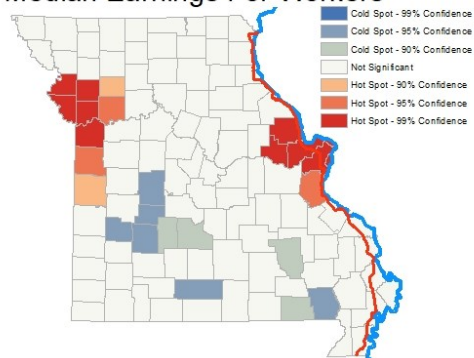 Median Earnings For Workers
Cold Spot - 99% Confidence
Cold Spot - 95% Confidence
Cold Spot - 90% Confidence
Not Significant
Hot Spot - 90% Confidence
Hot Spot - 95% Confidence
Hot Spot - 99% Confidence